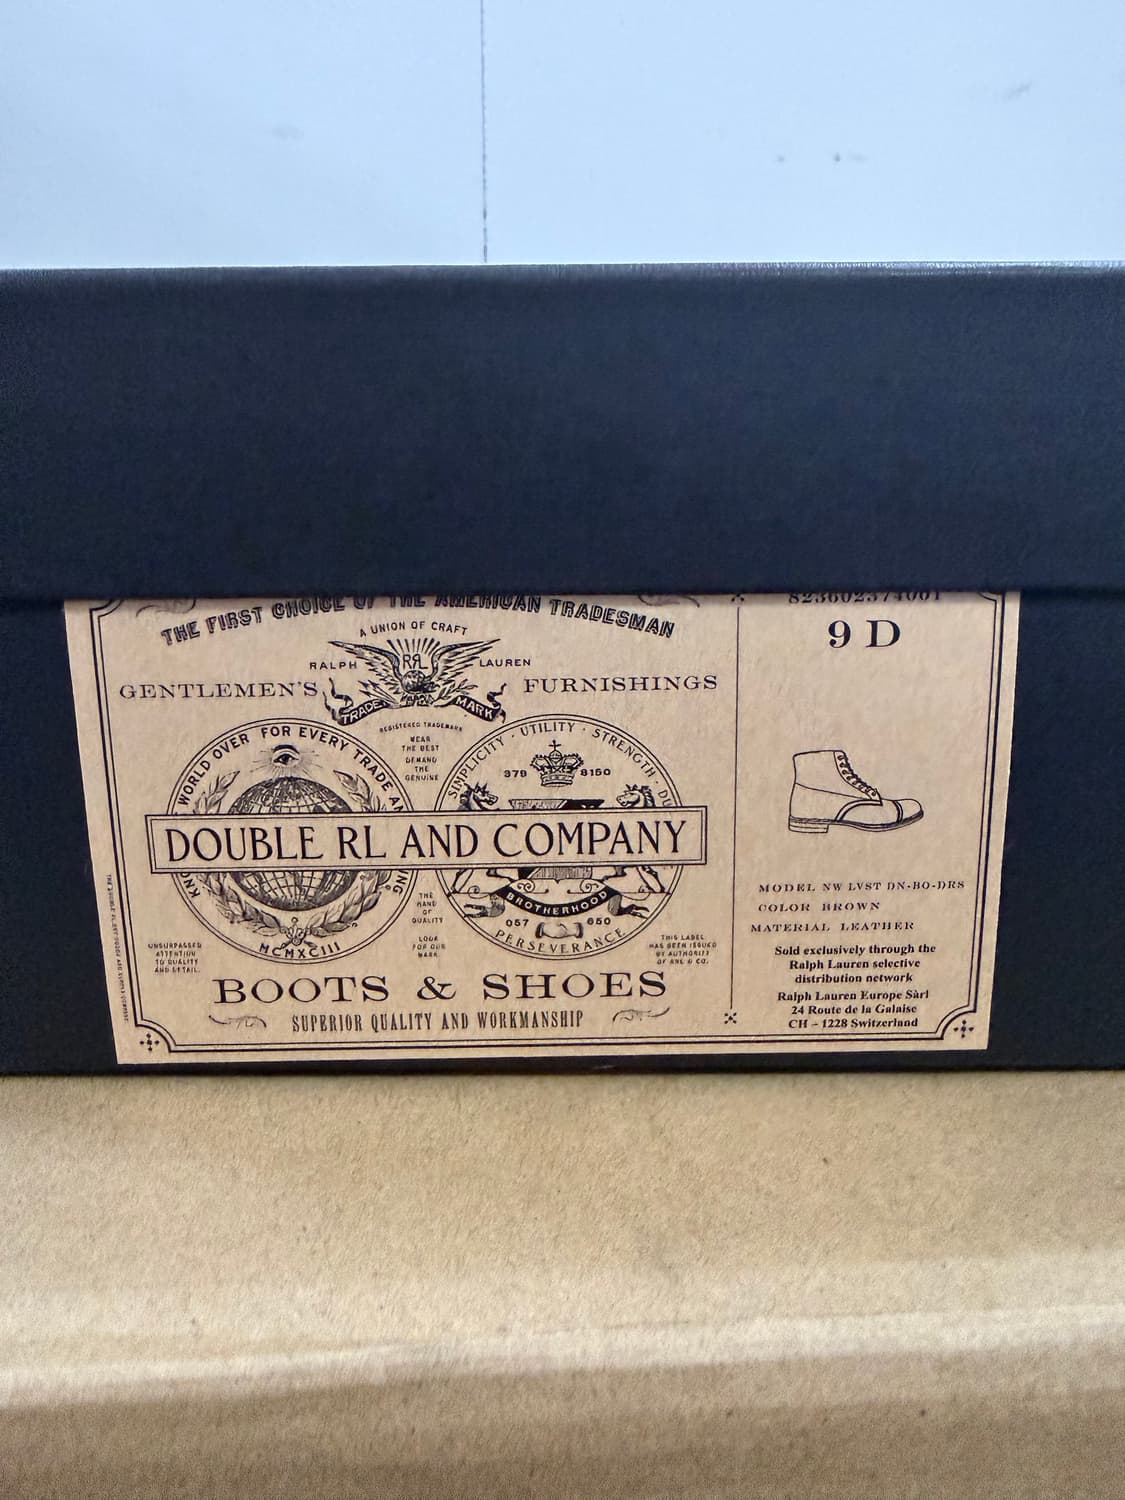 THE FIRST CHOICE OF THE AMERICAN TRADESMAN
A UNION OF CRAFT
RALPH RRL LAUREN
GENTLEMEN'S FURNISHINGS
TRADE MARK
REGISTERED TRADEMARK
WEAR
THE BEST
DEMAND
THE
GENUINE
WORLD OVER FOR EVERY TRADE
SIMPLICITY · UTILITY · STRENGTH ·
379 8150
DOUBLE RL AND COMPANY
BROTHERHOOD
057 650
PERSEVERANCE
MCMXCIII
THE
HAND
OF
QUALITY
LOOK
FOR OUR
MARK
UNSURPASSED
ATTENTION
TO QUALITY
AND DETAIL.
THIS LABEL
HAS BEEN ISSUED
BY AUTHORITY
OF RRL & CO.
BOOTS & SHOES
SUPERIOR QUALITY AND WORKMANSHIP
823602374001
9 D
MODEL NW LVST DN-BO-DRS
COLOR BROWN
MATERIAL LEATHER
Sold exclusively through the
Ralph Lauren selective
distribution network
Ralph Lauren Europe Sàrl
24 Route de la Galaise
CH – 1228 Switzerland